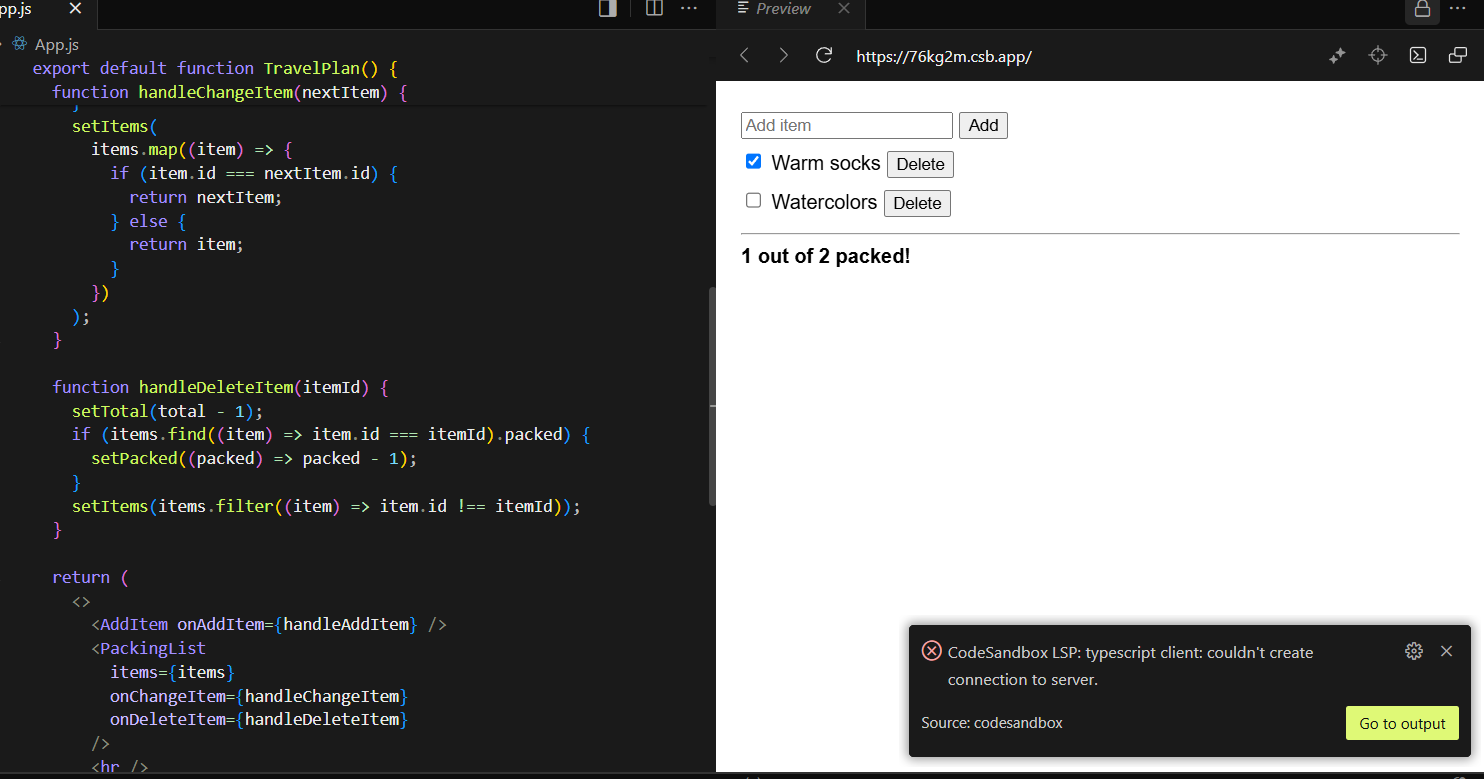 pp.js
App.js
export default function TravelPlan() {
function handleChangeItem(nextItem) {
}
setItems(
items.map((item) => {
if (item.id === nextItem.id) {
return nextItem;
} else {
return item;
}
})
);
}
function handleDeleteItem(itemId) {
setTotal(total - 1);
if (items.find((item) => item.id === itemId).packed) {
setPacked((packed) => packed - 1);
}
setItems(items.filter((item) => item.id !== itemId));
}
return (
<>
<AddItem onAddItem={handleAddItem} />
<PackingList
items={items}
onChangeItem={handleChangeItem}
onDeleteItem={handleDeleteItem}
/>
<hr />
Preview
https://76kg2m.csb.app/
Add item Add
Warm socks Delete
Watercolors Delete
1 out of 2 packed!
CodeSandbox LSP: typescript client: couldn't create
connection to server.
Source: codesandbox Go to output